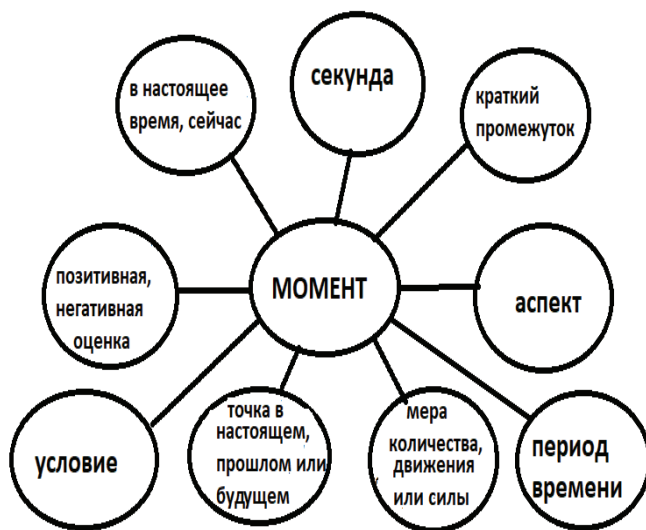 в настоящее
время, сейчас
секунда
краткий
промежуток
позитивная,
негативная
оценка
МОМЕНТ
аспект
условие
точка в
настоящем,
прошлом или
будущем
мера
количества,
движения
или силы
период
времени